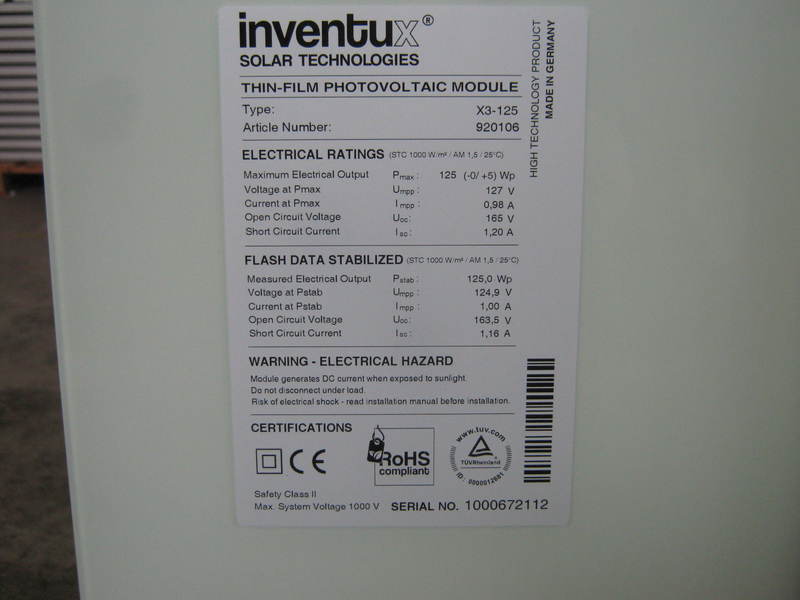 inventux®
SOLAR TECHNOLOGIES
THIN-FILM PHOTOVOLTAIC MODULE
Type: X3-125
Article Number: 920106
ELECTRICAL RATINGS (STC 1000 W/m² / AM 1,5 / 25°C)
Maximum Electrical Output Pmax: 125 (-0/ +5) Wp
Voltage at Pmax Umpp: 127 V
Current at Pmax Impp: 0,98 A
Open Circuit Voltage Uoc: 165 V
Short Circuit Current Isc: 1,20 A
FLASH DATA STABILIZED (STC 1000 W/m² / AM 1,5 / 25°C)
Measured Electrical Output Pstab: 125,0 Wp
Voltage at Pstab Umpp: 124,9 V
Current at Pstab Impp: 1,00 A
Open Circuit Voltage Uoc: 163,5 V
Short Circuit Current Isc: 1,16 A
WARNING - ELECTRICAL HAZARD
Module generates DC current when exposed to sunlight.
Do not disconnect under load.
Risk of electrical shock - read installation manual before installation.
CERTIFICATIONS
CE
RoHS
compliant
www.tuv.com
TÜVRheinland
ID: 0000012681
Safety Class II
Max. System Voltage 1000 V
SERIAL NO. 1000672112
HIGH TECHNOLOGY PRODUCT
MADE IN GERMANY